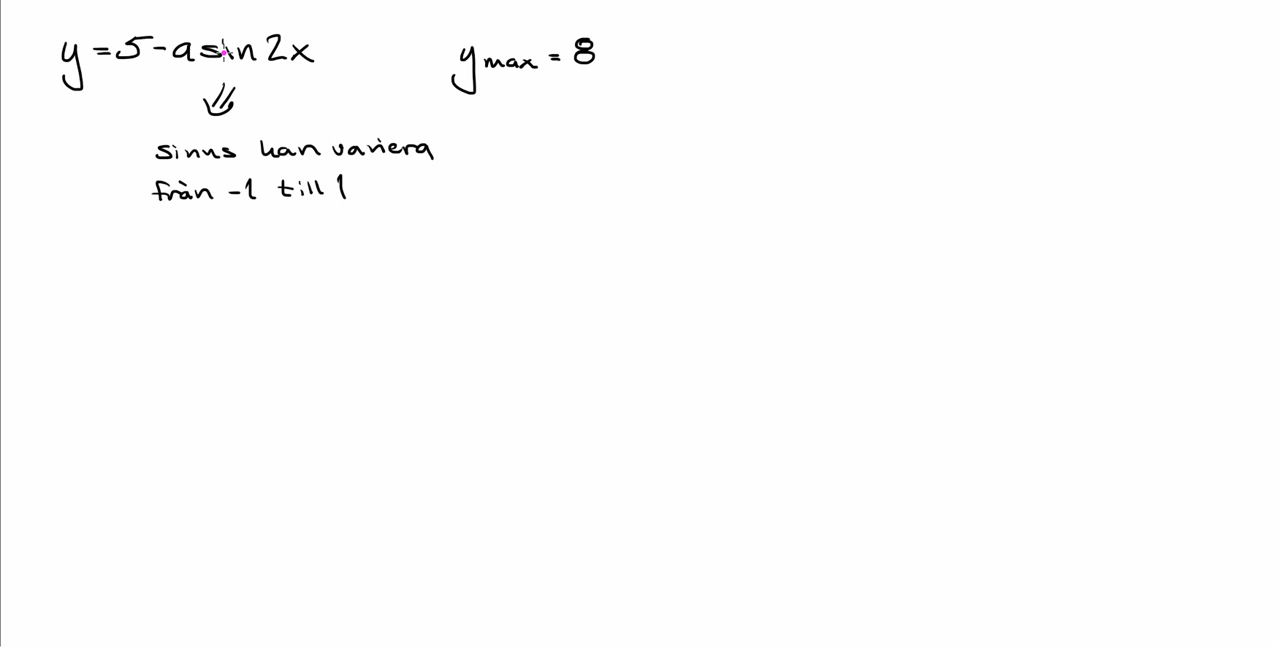 y = 5 - a sin 2x
y max = 8
sinus kan variera
från -1 till 1